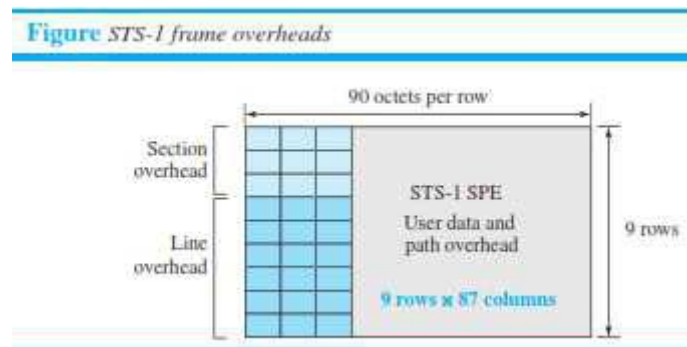 Figure STS-1 frame overheads
90 octets per row
Section
overhead
STS-1 SPE
User data and
path overhead
9 rows
Line
overhead
9 rows × 87 columns